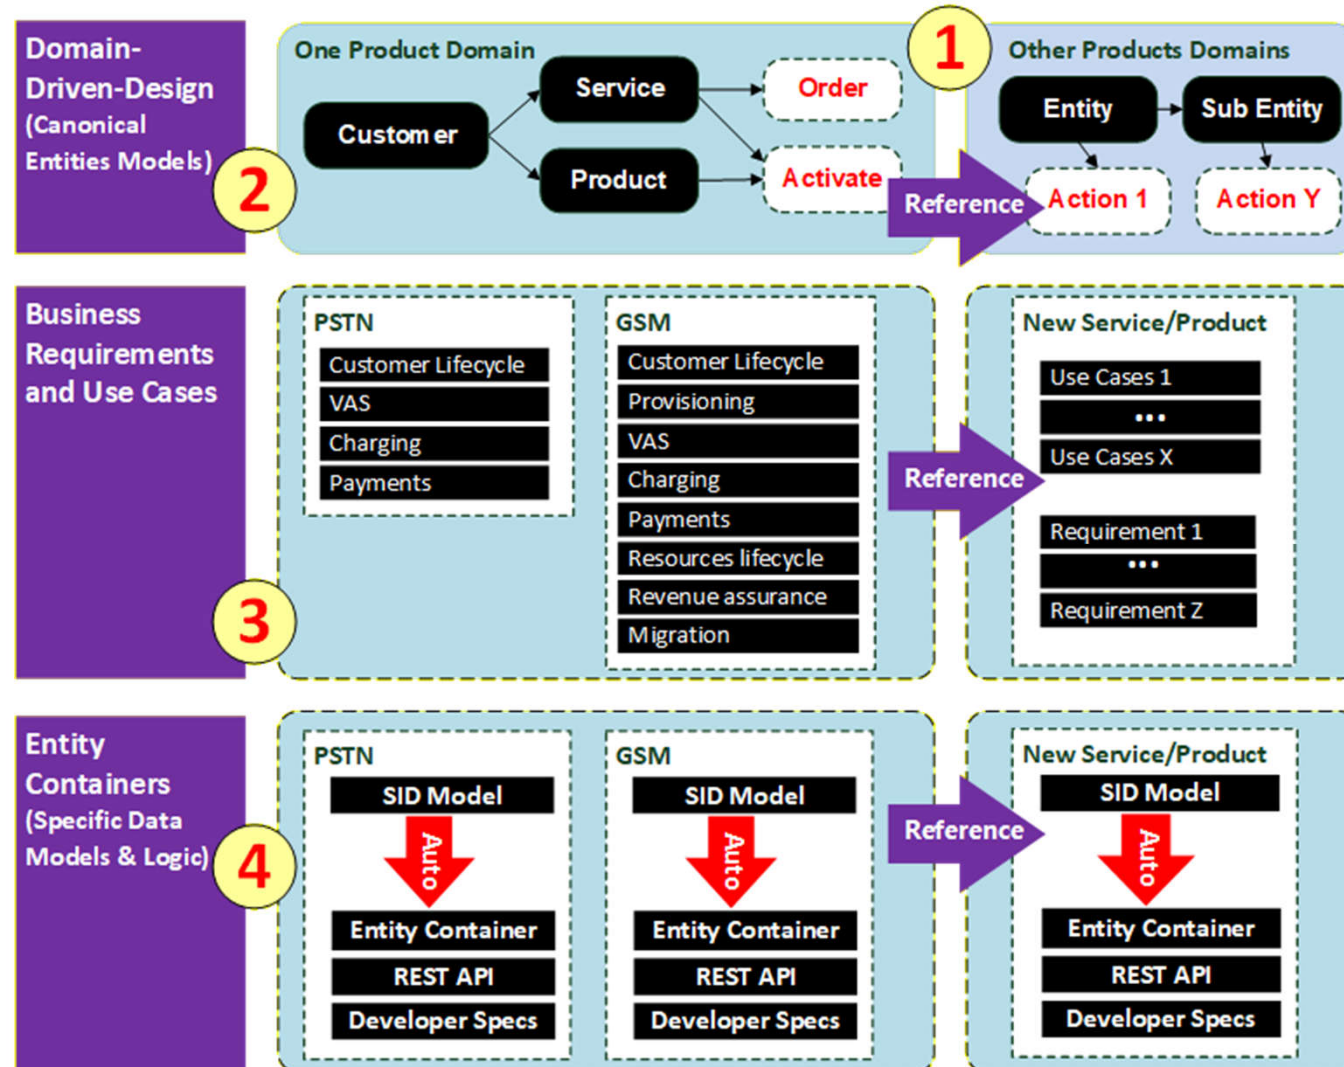 Domain-
Driven-Design
(Canonical
Entities Models)
2
One Product Domain
Customer
Service
Product
Order
Activate
1
Other Products Domains
Entity
Sub Entity
Action 1
Action Y
Reference
Business
Requirements
and Use Cases
3
PSTN
Customer Lifecycle
VAS
Charging
Payments
GSM
Customer Lifecycle
Provisioning
VAS
Charging
Payments
Resources lifecycle
Revenue assurance
Migration
Reference
New Service/Product
Use Cases 1
...
Use Cases X
Requirement 1
...
Requirement Z
Entity
Containers
(Specific Data
Models & Logic)
4
PSTN
SID Model
Auto
Entity Container
REST API
Developer Specs
GSM
SID Model
Auto
Entity Container
REST API
Developer Specs
Reference
New Service/Product
SID Model
Auto
Entity Container
REST API
Developer Specs